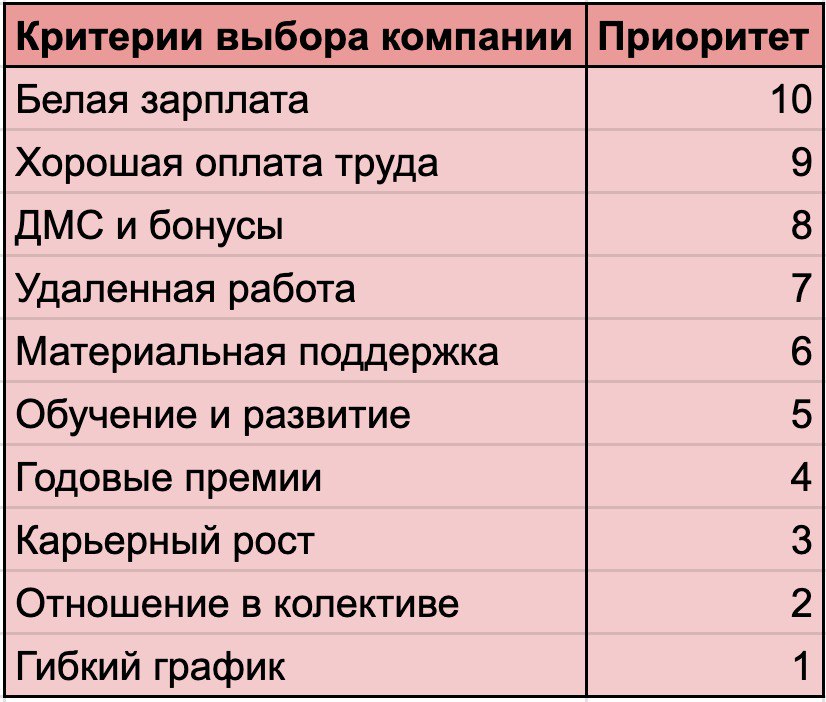 Критерии выбора компании Приоритет
Белая зарплата 10
Хорошая оплата труда 9
ДМС и бонусы 8
Удаленная работа 7
Материальная поддержка 6
Обучение и развитие 5
Годовые премии 4
Карьерный рост 3
Отношение в колективе 2
Гибкий график 1